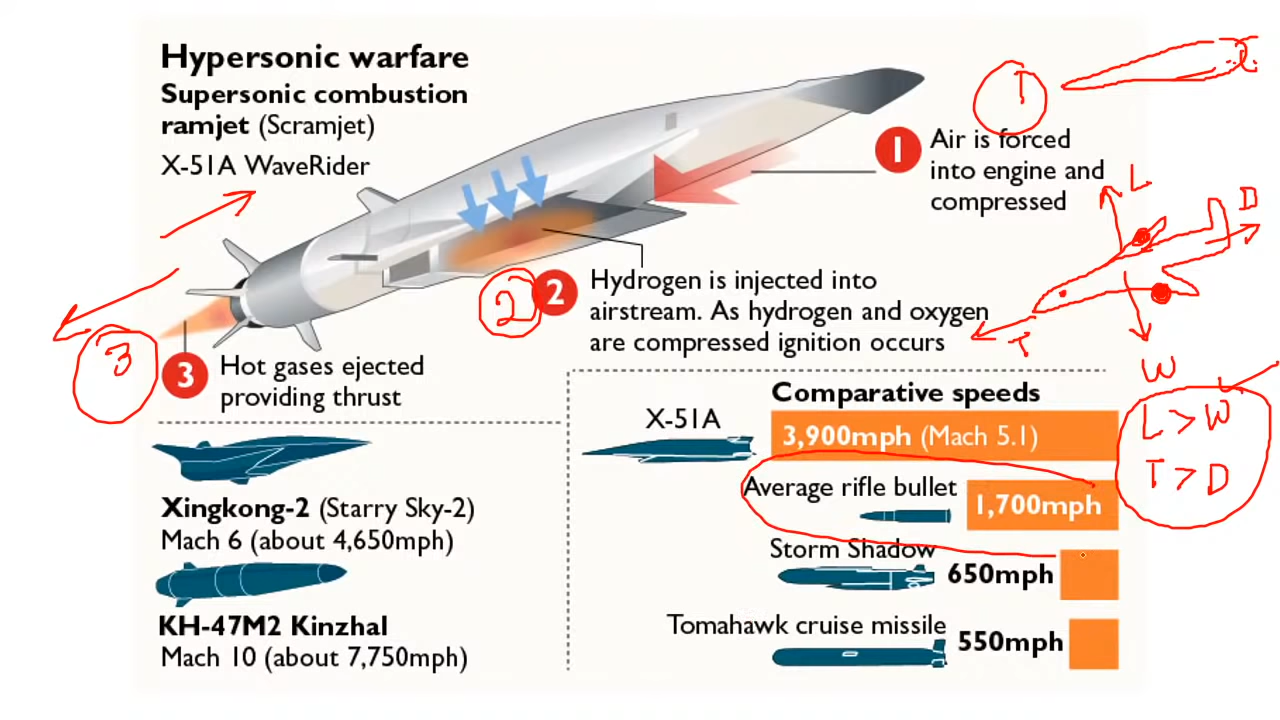 Hypersonic warfare
Supersonic combustion
ramjet (Scramjet)
X-51A WaveRider
1
1 Air is forced
into engine and
compressed
L
D
T
W
2
2 Hydrogen is injected into
airstream. As hydrogen and oxygen
are compressed ignition occurs
3
3 Hot gases ejected
providing thrust
L > W
T > D
Xingkong-2 (Starry Sky-2)
Mach 6 (about 4,650mph)
KH-47M2 Kinzhal
Mach 10 (about 7,750mph)
Comparative speeds
X-51A
3,900mph (Mach 5.1)
Average rifle bullet
1,700mph
Storm Shadow
650mph
Tomahawk cruise missile
550mph